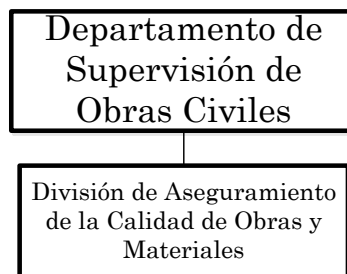 Departamento de
Supervisión de
Obras Civiles
División de Aseguramiento
de la Calidad de Obras y
Materiales